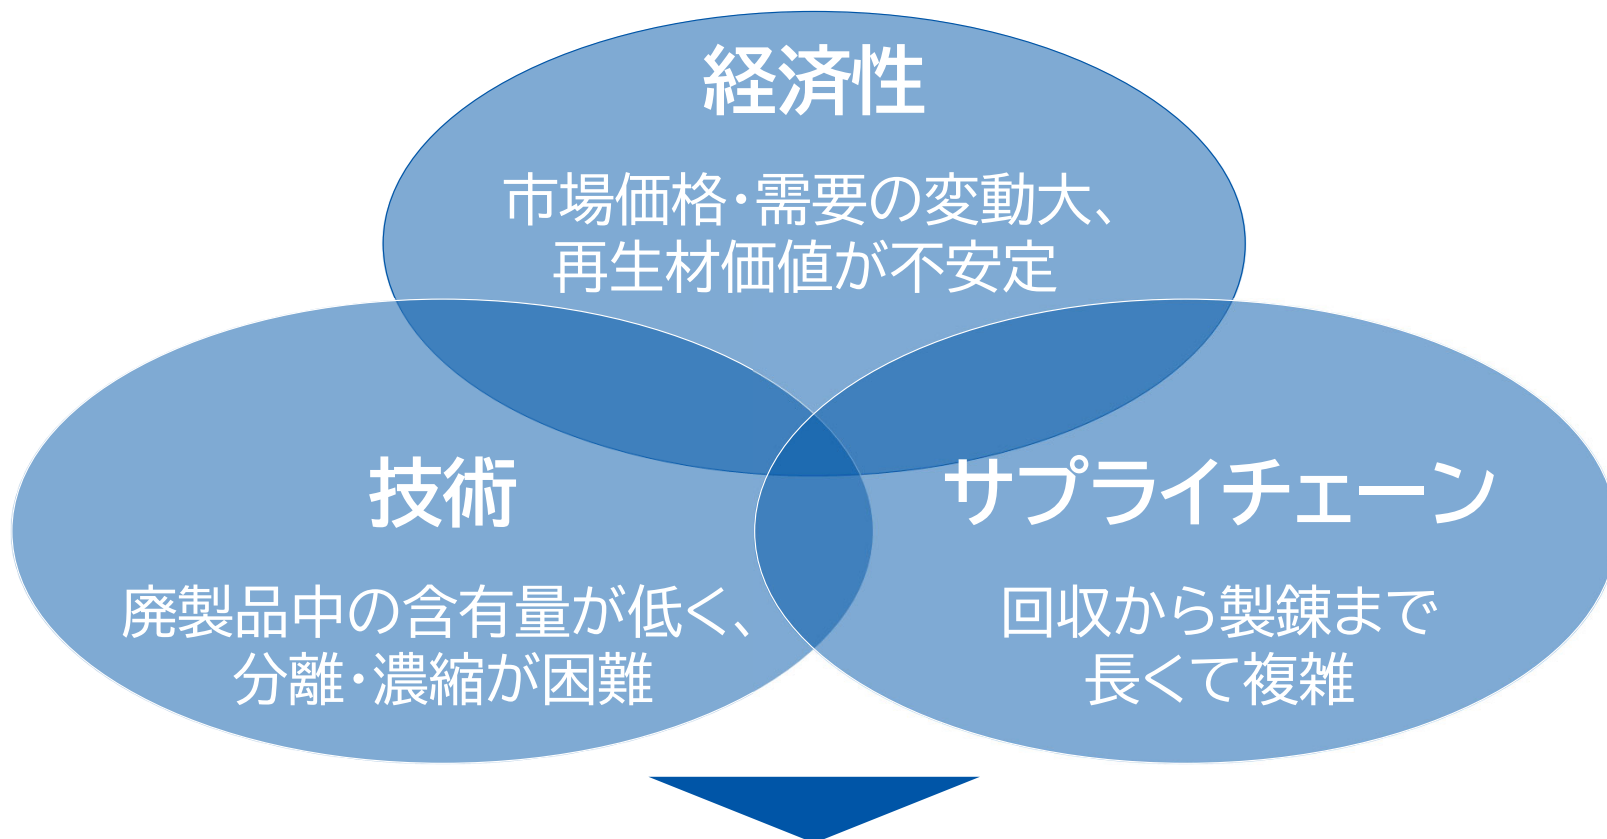 経済性
市場価格・需要の変動大、
再生材価値が不安定
技術
廃製品中の含有量が低く、
分離・濃縮が困難
サプライチェーン
回収から製錬まで
長くて複雑